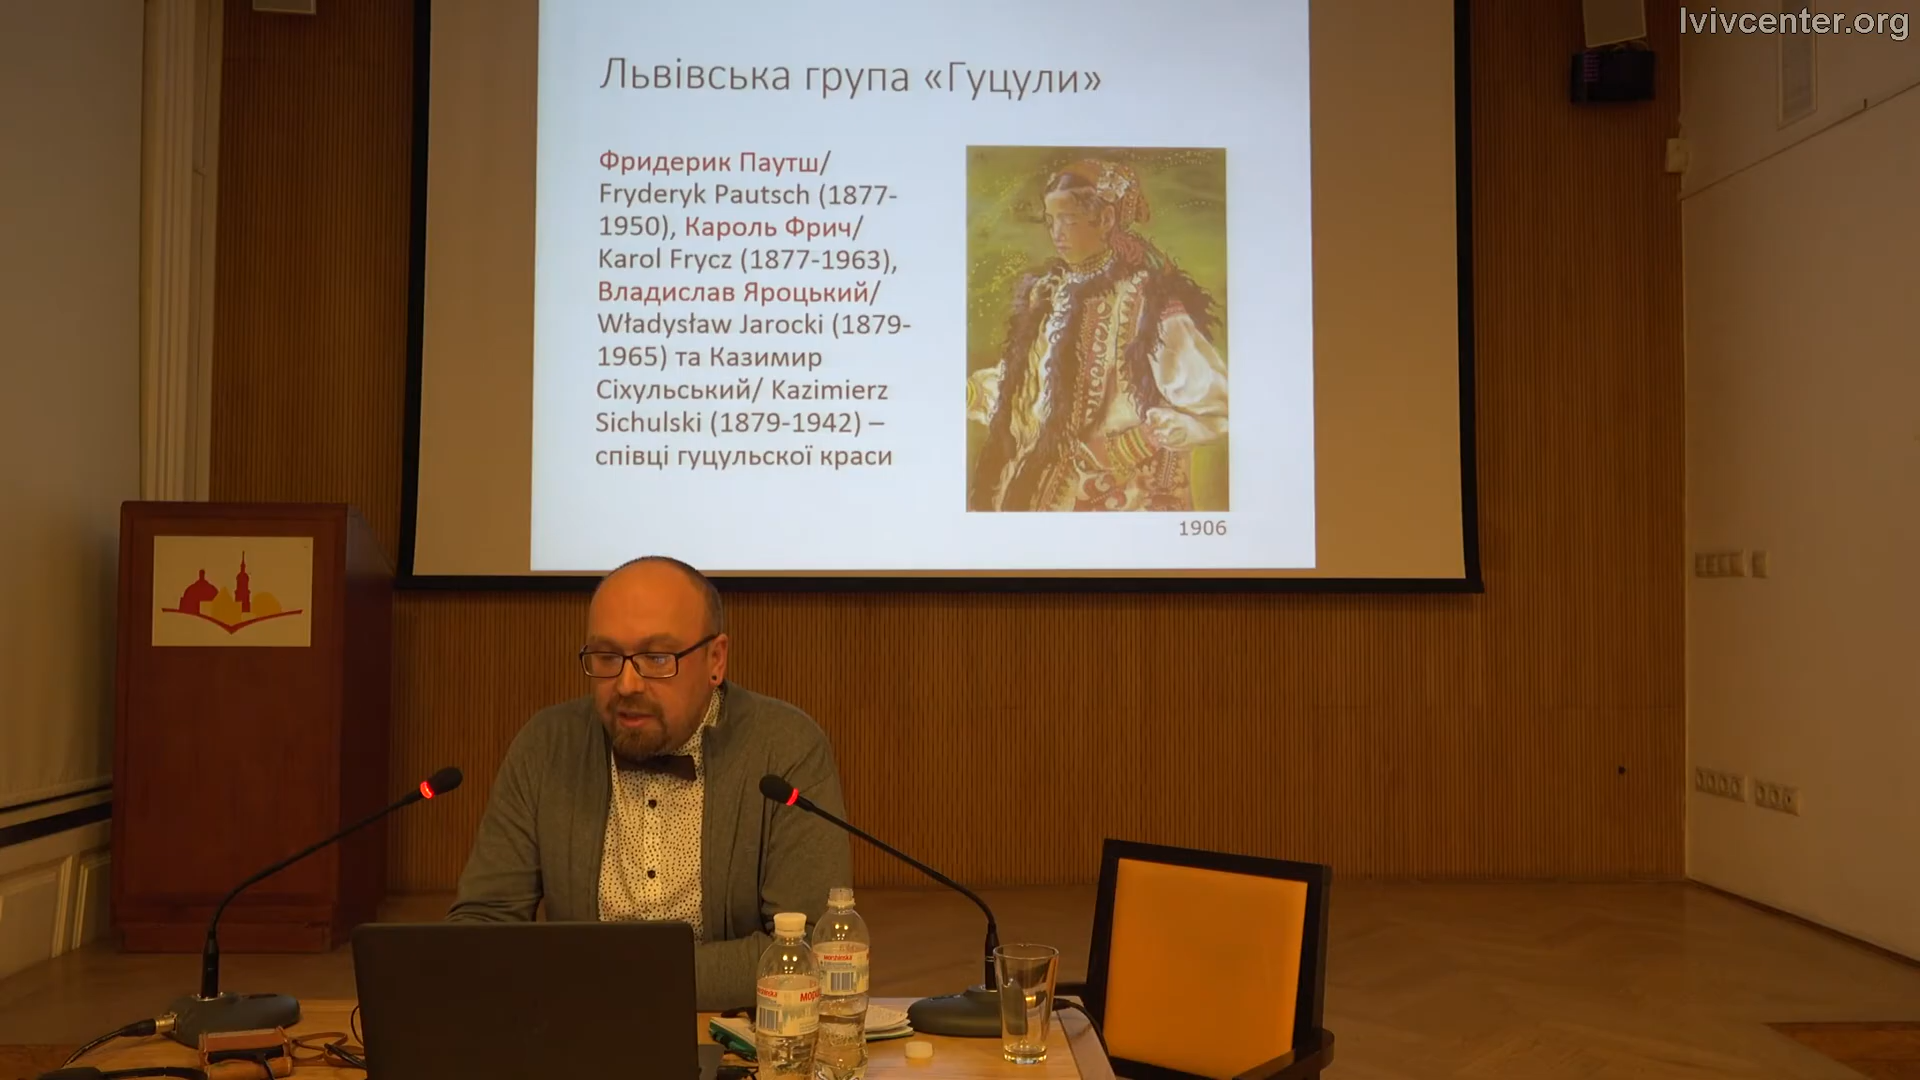 lvivcenter.org
Львівська група «Гуцули»
Фридерик Паутш/
Fryderyk Pautsch (1877-
1950), Кароль Фрич/
Karol Frycz (1877-1963),
Владислав Яроцький/
Władysław Jarocki (1879-
1965) та Казимир
Сіхульський/ Kazimierz
Sichulski (1879-1942) –
співці гуцульскої краси
1906